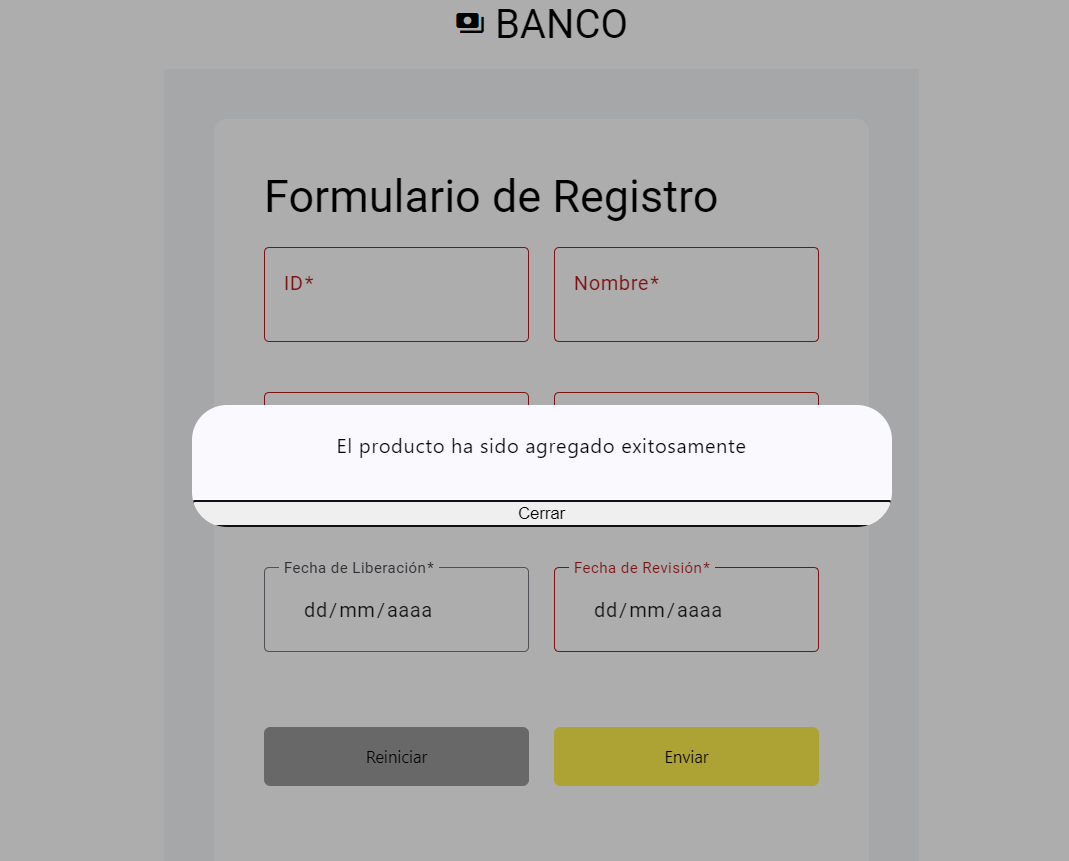 BANCO
Formulario de Registro
ID*
Nombre*
El producto ha sido agregado exitosamente
Cerrar
Fecha de Liberación*
dd/mm/aaaa
Fecha de Revisión*
dd/mm/aaaa
Reiniciar
Enviar